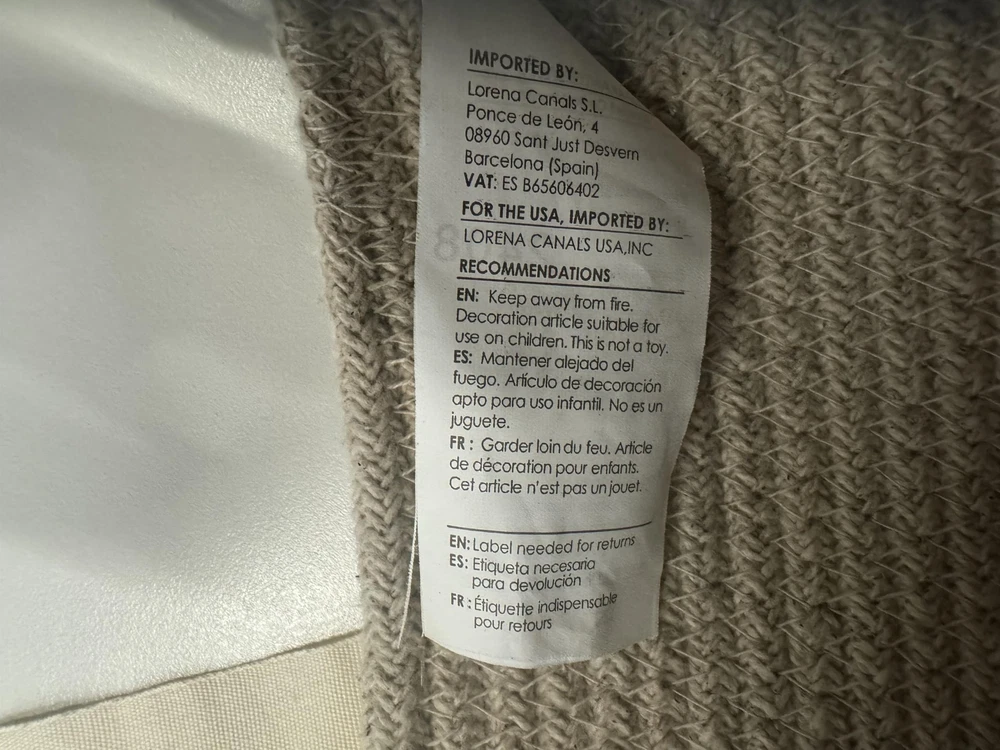 IMPORTED BY:
Lorena Canals S.L.
Ponce de León, 4
08960 Sant Just Desvern
Barcelona (Spain)
VAT: ES B65606402
FOR THE USA, IMPORTED BY:
LORENA CANALS USA,INC
RECOMMENDATIONS
EN: Keep away from fire.
Decoration article suitable for
use on children. This is not a toy.
ES: Mantener alejado del
fuego. Artículo de decoración
apto para uso infantil. No es un
juguete.
FR : Garder loin du feu. Article
de décoration pour enfants.
Cet article n'est pas un jouet.
EN: Label needed for returns
ES: Etiqueta necesaria
para devolución
FR : Étiquette indispensable
pour retours